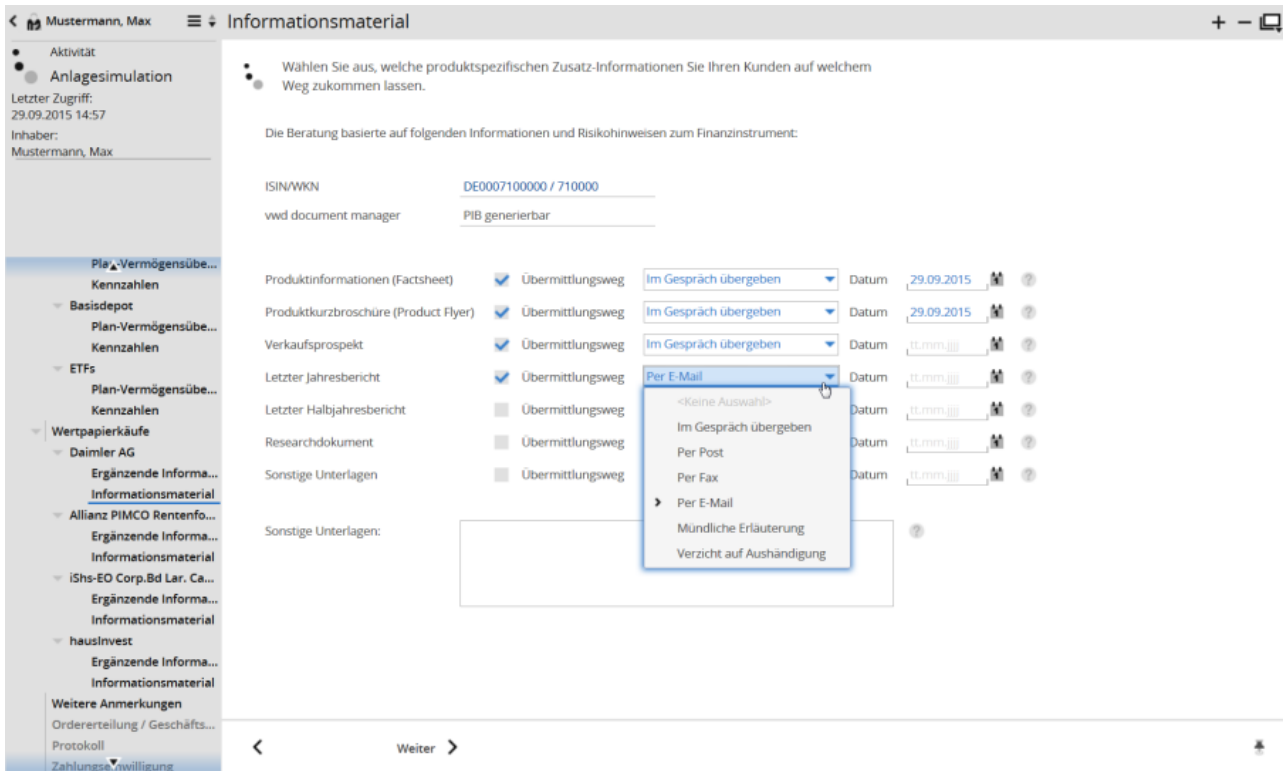 Mustermann, Max
Informationsmaterial
Aktivität
Anlagesimulation
Letzter Zugriff:
29.09.2015 14:57
Inhaber:
Mustermann, Max
Plan-Vermögensübe...
Kennzahlen
Basisdepot
Plan-Vermögensübe...
Kennzahlen
ETFs
Plan-Vermögensübe...
Kennzahlen
Wertpapierkäufe
Daimler AG
Ergänzende Informa...
Informationsmaterial
Allianz PIMCO Rentenfo...
Ergänzende Informa...
Informationsmaterial
iShs-EO Corp.Bd Lar. Ca...
Ergänzende Informa...
Informationsmaterial
hausInvest
Ergänzende Informa...
Informationsmaterial
Weitere Anmerkungen
Ordererteilung / Geschäfts...
Protokoll
Wählen Sie aus, welche produktspezifischen Zusatz-Informationen Sie Ihren Kunden auf welchem
Weg zukommen lassen.
Die Beratung basierte auf folgenden Informationen und Risikohinweisen zum Finanzinstrument:
ISIN/WKN DE0007100000 / 710000
vwd document manager PIB generierbar
Produktinformationen (Factsheet) Übermittlungsweg Im Gespräch übergeben Datum 29.09.2015 ?
Produktkurzbroschüre (Product Flyer) Übermittlungsweg Im Gespräch übergeben Datum 29.09.2015 ?
Verkaufsprospekt Übermittlungsweg Im Gespräch übergeben Datum tt.mm.jjjj ?
Letzter Jahresbericht Übermittlungsweg Per E-Mail Datum tt.mm.jjjj ?
Letzter Halbjahresbericht Übermittlungsweg Datum tt.mm.jjjj ?
Researchdokument Übermittlungsweg Datum tt.mm.jjjj ?
Sonstige Unterlagen Übermittlungsweg Datum tt.mm.jjjj ?
<Keine Auswahl>
Im Gespräch übergeben
Per Post
Per Fax
Per E-Mail
Mündliche Erläuterung
Verzicht auf Aushändigung
Sonstige Unterlagen: ?
Weiter